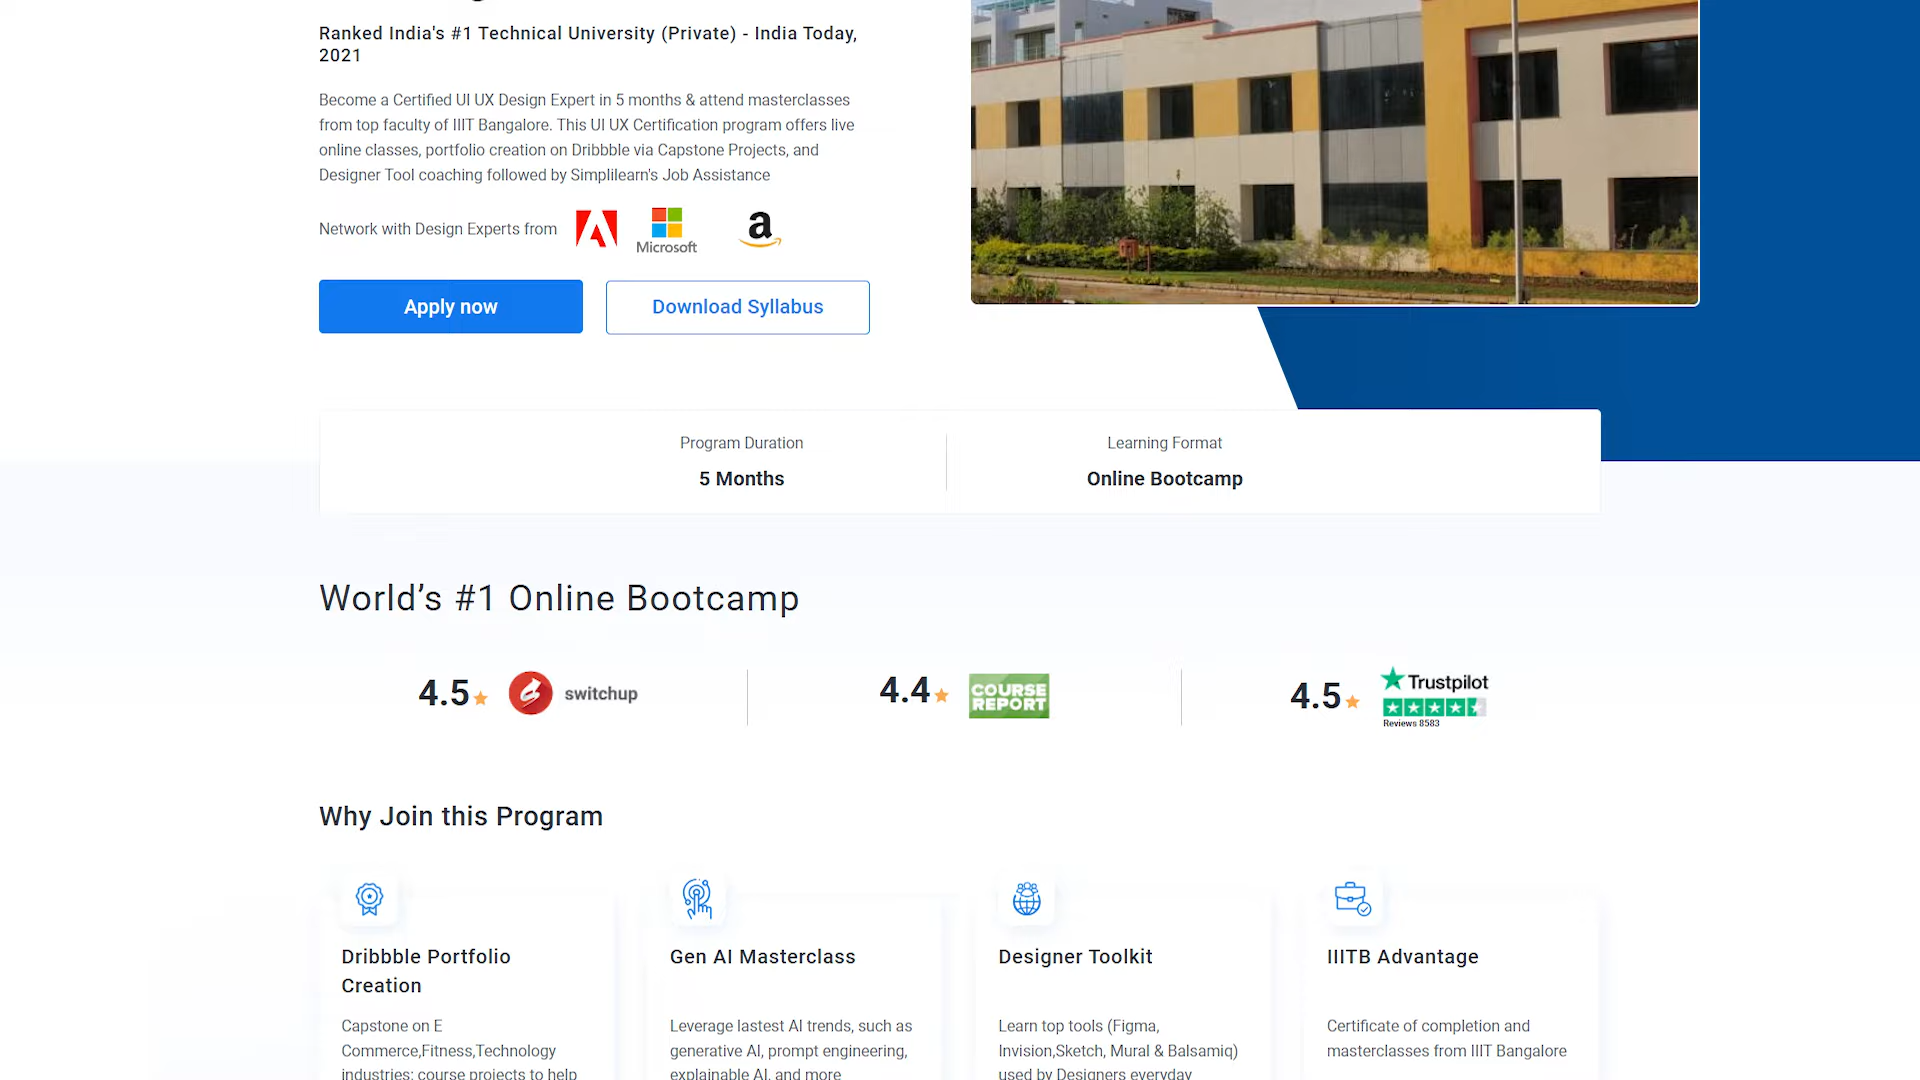 Ranked India's #1 Technical University (Private) - India Today,
2021
Become a Certified UI UX Design Expert in 5 months & attend masterclasses
from top faculty of IIIT Bangalore. This UI UX Certification program offers live
online classes, portfolio creation on Dribbble via Capstone Projects, and
Designer Tool coaching followed by Simplilearn's Job Assistance
Network with Design Experts from
Microsoft
a
Apply now
Download Syllabus
Program Duration
5 Months
Learning Format
Online Bootcamp
World’s #1 Online Bootcamp
4.5
switchup
4.4
COURSE
REPORT
4.5
Trustpilot
Reviews 8583
Why Join this Program
Dribbble Portfolio
Creation
Capstone on E
Commerce,Fitness,Technology
industries; course projects to help
Gen AI Masterclass
Leverage lastest AI trends, such as
generative AI, prompt engineering,
explainable AI, and more
Designer Toolkit
Learn top tools (Figma,
Invision,Sketch, Mural & Balsamiq)
used by Designers everyday
IIITB Advantage
Certificate of completion and
masterclasses from IIIT Bangalore